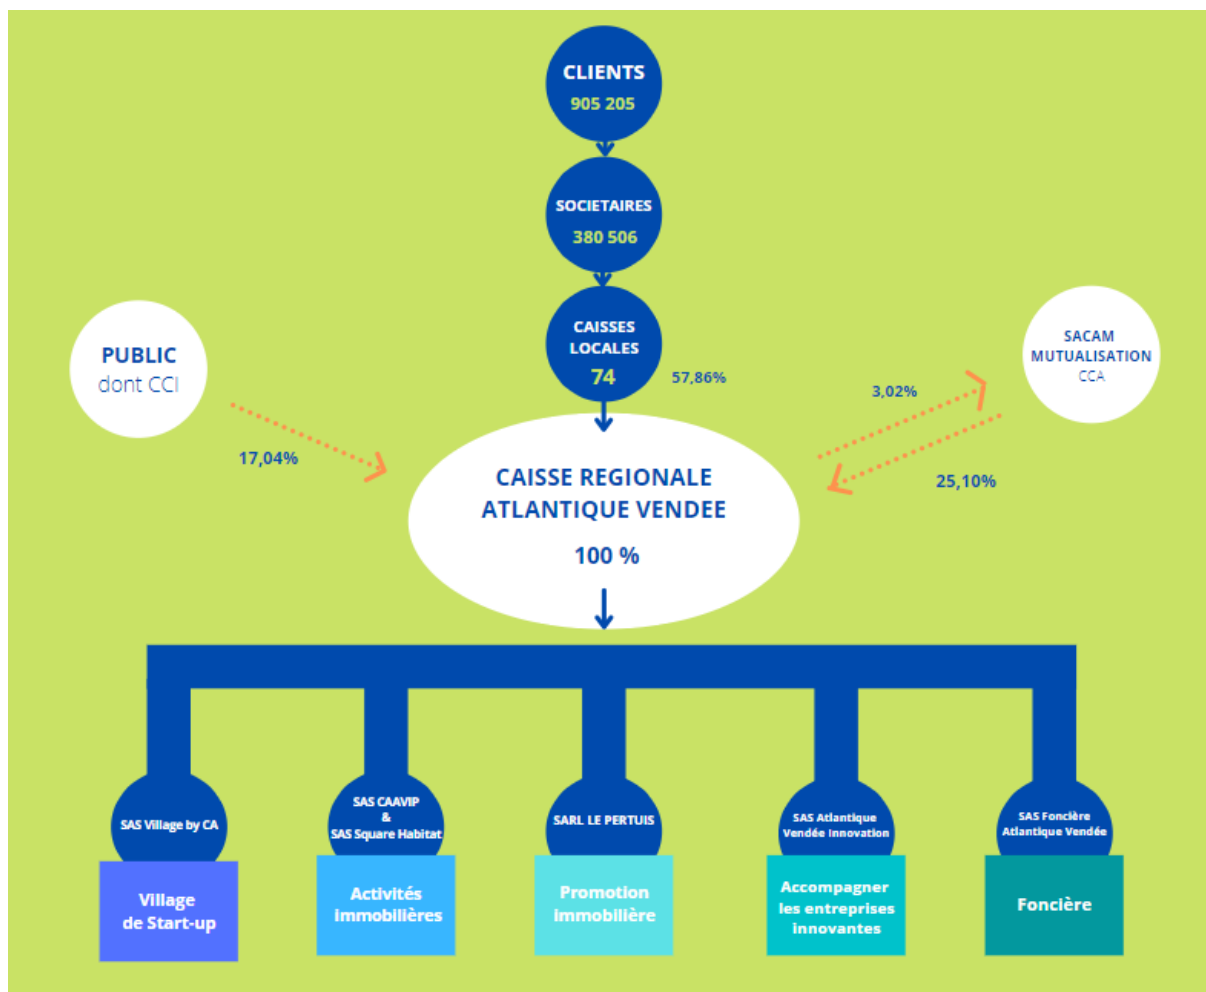 CLIENTS
905 205
SOCIETAIRES
380 506
CAISSES
LOCALES
74
57,86%
PUBLIC
dont CCI
17,04%
SACAM
MUTUALISATION
CCA
3,02%
25,10%
CAISSE REGIONALE
ATLANTIQUE VENDEE
100 %
SAS Village by CA
Village
de Start-up
SAS CAAVIP
&
SAS Square Habitat
Activités
immobilières
SARL LE PERTUIS
Promotion
immobilière
SAS Atlantique
Vendée Innovation
Accompagner
les entreprises
innovantes
SAS Foncière
Atlantique Vendée
Foncière